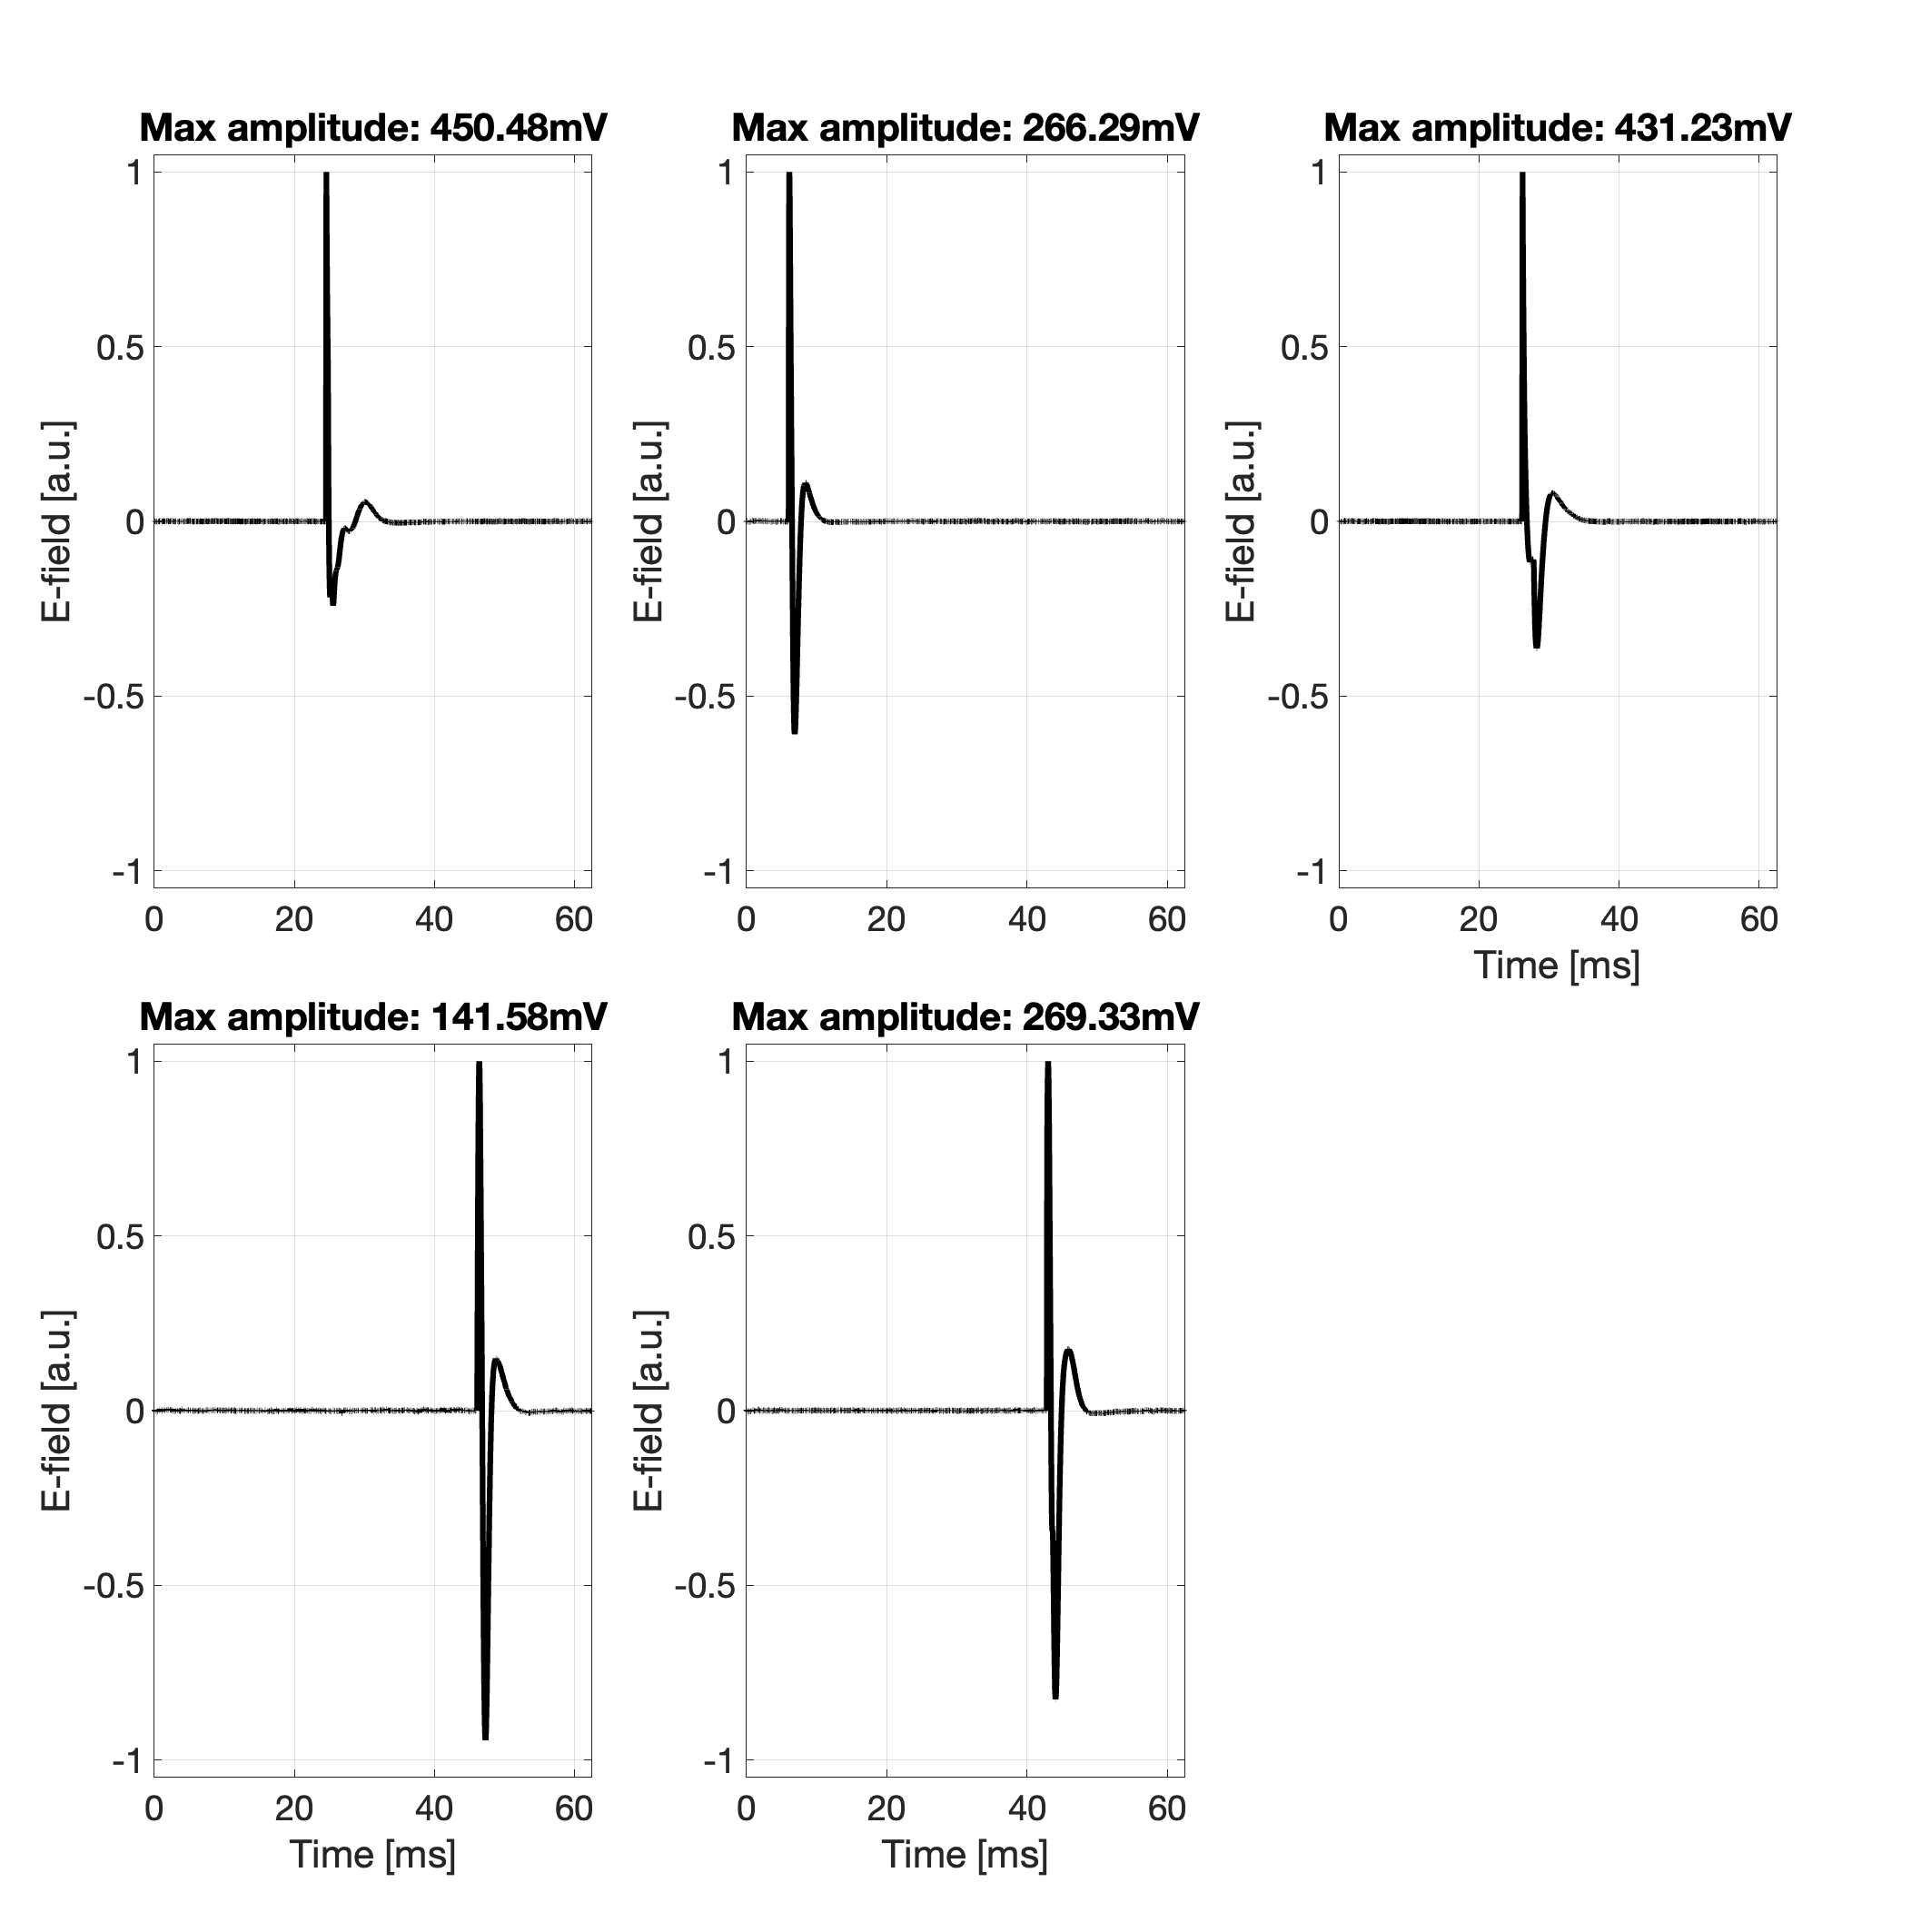 Max amplitude: 450.48mV
1
0.5
0
-0.5
-1
E-field [a.u.]
0 20 40 60
Max amplitude: 266.29mV
1
0.5
0
-0.5
-1
E-field [a.u.]
0 20 40 60
Max amplitude: 431.23mV
1
0.5
0
-0.5
-1
E-field [a.u.]
0 20 40 60
Time [ms]
Max amplitude: 141.58mV
1
0.5
0
-0.5
-1
E-field [a.u.]
0 20 40 60
Time [ms]
Max amplitude: 269.33mV
1
0.5
0
-0.5
-1
E-field [a.u.]
0 20 40 60
Time [ms]